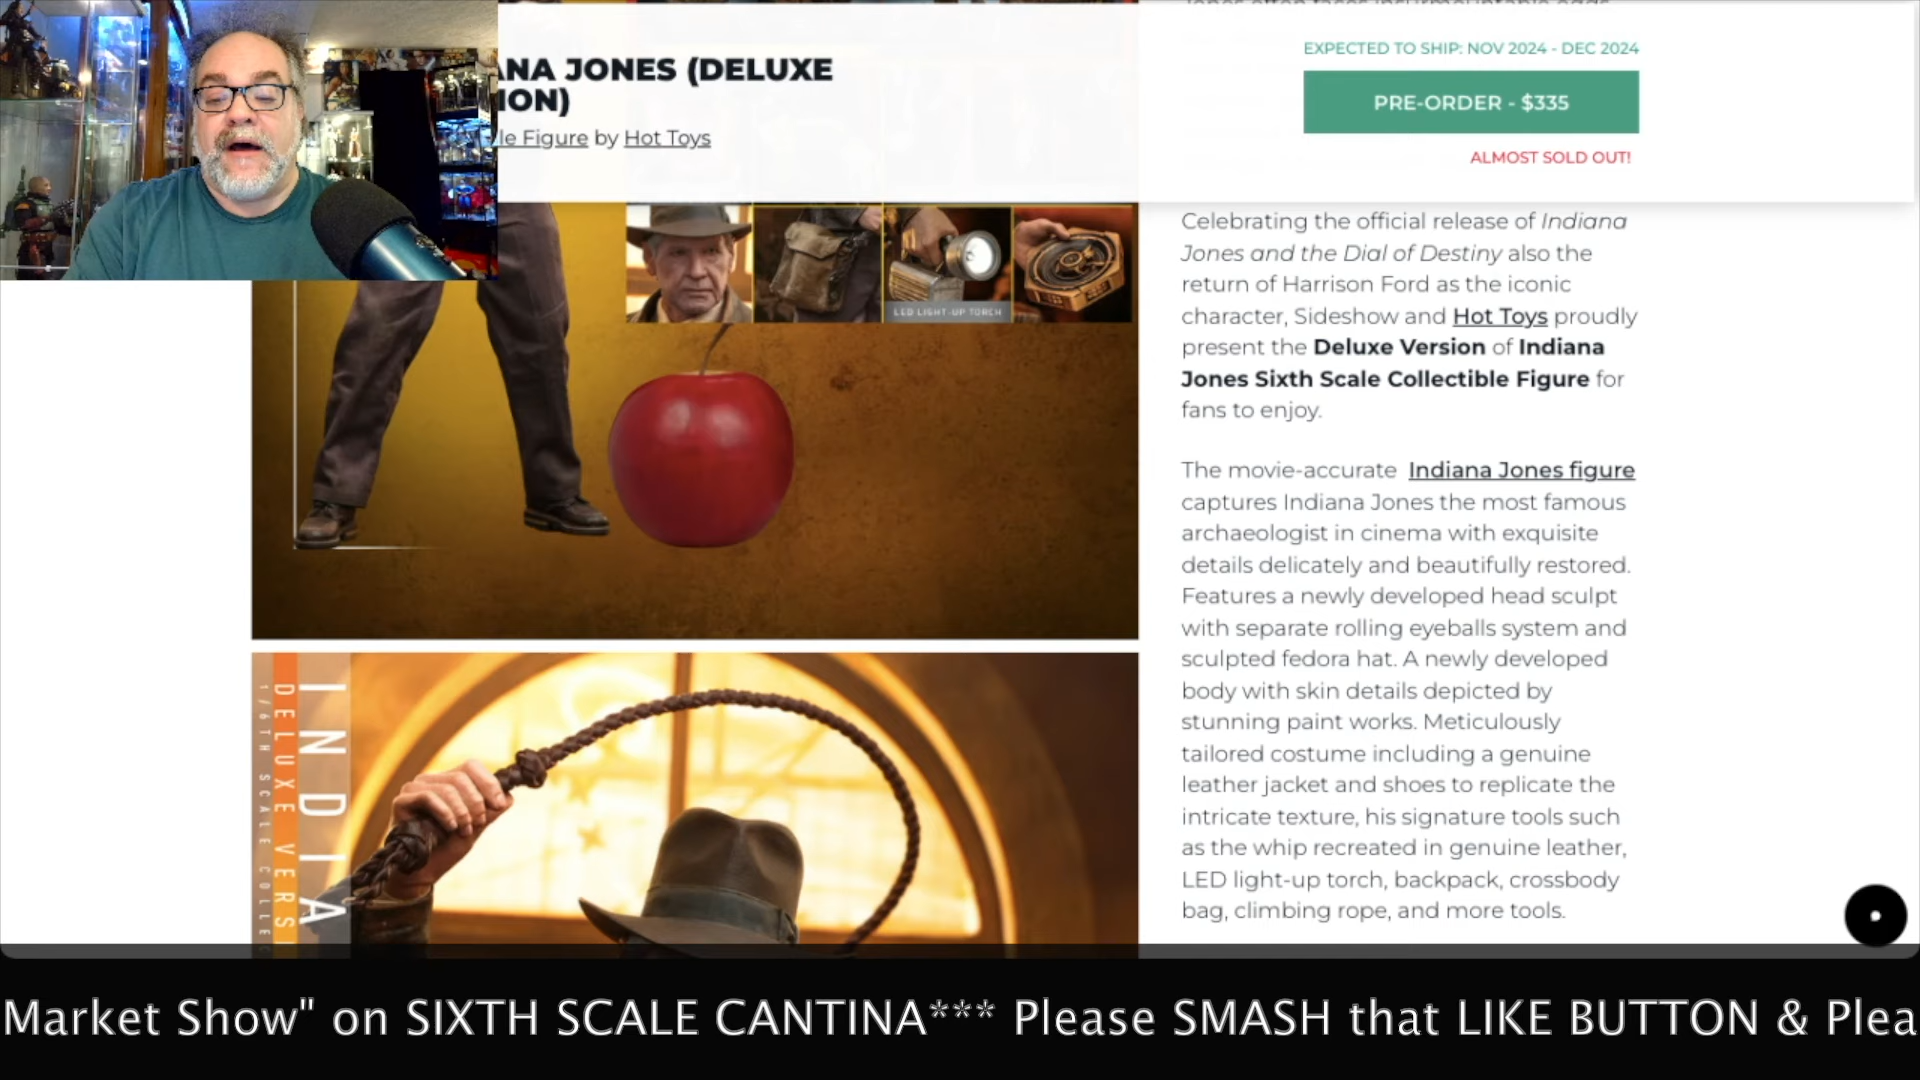 ANA JONES (DELUXE
ION)
le Figure by Hot Toys
EXPECTED TO SHIP: NOV 2024 - DEC 2024
PRE-ORDER - $335
ALMOST SOLD OUT!
LED LIGHT-UP TORCH
Celebrating the official release of Indiana
Jones and the Dial of Destiny also the
return of Harrison Ford as the iconic
character, Sideshow and Hot Toys proudly
present the Deluxe Version of Indiana
Jones Sixth Scale Collectible Figure for
fans to enjoy.
The movie-accurate Indiana Jones figure
captures Indiana Jones the most famous
archaeologist in cinema with exquisite
details delicately and beautifully restored.
Features a newly developed head sculpt
with separate rolling eyeballs system and
sculpted fedora hat. A newly developed
body with skin details depicted by
stunning paint works. Meticulously
tailored costume including a genuine
leather jacket and shoes to replicate the
intricate texture, his signature tools such
as the whip recreated in genuine leather,
LED light-up torch, backpack, crossbody
bag, climbing rope, and more tools.
INDIA
DELUXE VERSI
1/6TH SCALE COLLEC
Market Show" on SIXTH SCALE CANTINA*** Please SMASH that LIKE BUTTON & Plea